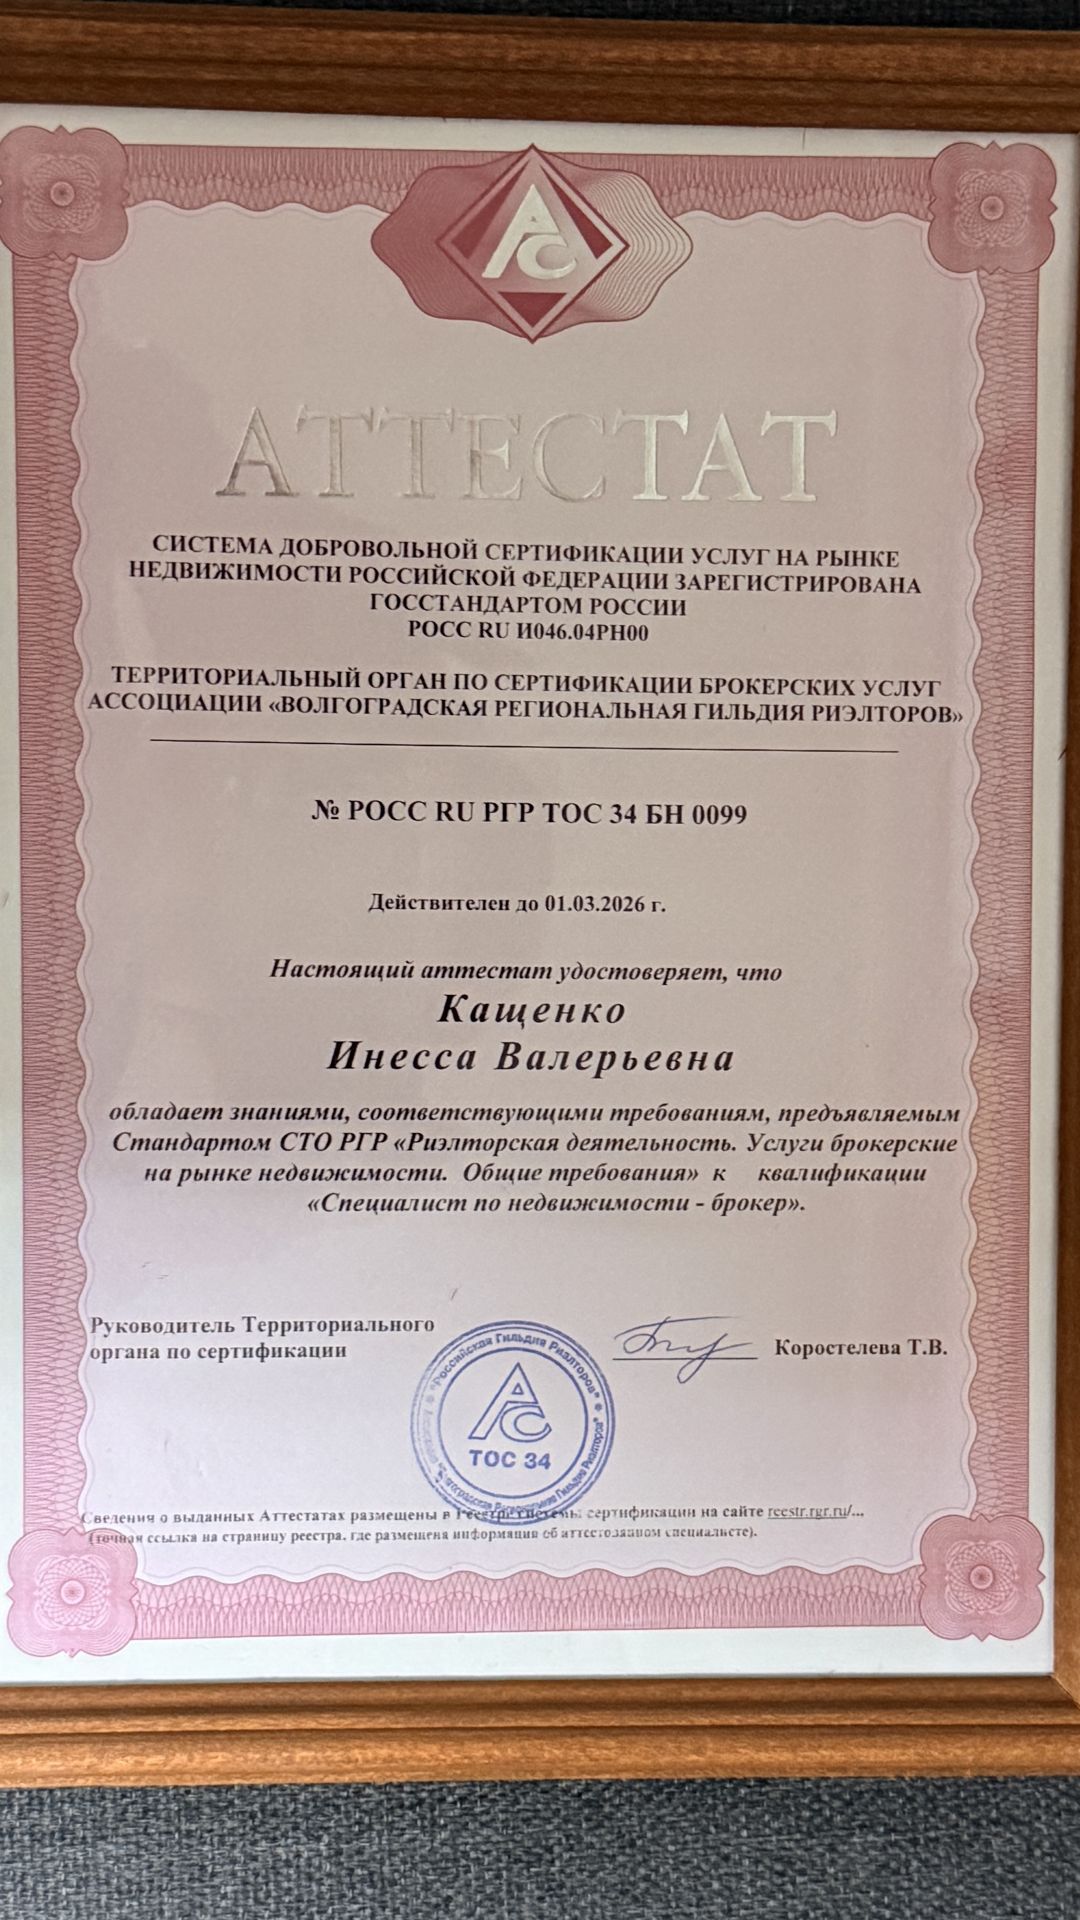 АС
АТТЕСТАТ
СИСТЕМА ДОБРОВОЛЬНОЙ СЕРТИФИКАЦИИ УСЛУГ НА РЫНКЕ
НЕДВИЖИМОСТИ РОССИЙСКОЙ ФЕДЕРАЦИИ ЗАРЕГИСТРИРОВАНА
ГОССТАНДАРТОМ РОССИИ
РОСС RU И046.04РН00
ТЕРРИТОРИАЛЬНЫЙ ОРГАН ПО СЕРТИФИКАЦИИ БРОКЕРСКИХ УСЛУГ
АССОЦИАЦИИ «ВОЛГОГРАДСКАЯ РЕГИОНАЛЬНАЯ ГИЛЬДИЯ РИЭЛТОРОВ»
№ РОСС RU РГР ТОС 34 БН 0099
Действителен до 01.03.2026 г.
Настоящий аттестат удостоверяет, что
Кащенко
Инесса Валерьевна
обладает знаниями, соответствующими требованиям, предъявляемым
Стандартом СТО РГР «Риэлторская деятельность. Услуги брокерские
на рынке недвижимости. Общие требования» к квалификации
«Специалист по недвижимости - брокер».
Руководитель Территориального
органа по сертификации
Коростелева Т.В.
"Российская Гильдия Риэлторов"
Региональная Гильдия Риэлторов"
АС
ТОС 34
Сведения о выданных Аттестатах размещены в Реестре системы сертификации на сайте reestr.rgr.ru/...
(точная ссылка на страницу реестра, где размещена информация об аттестованном специалисте).